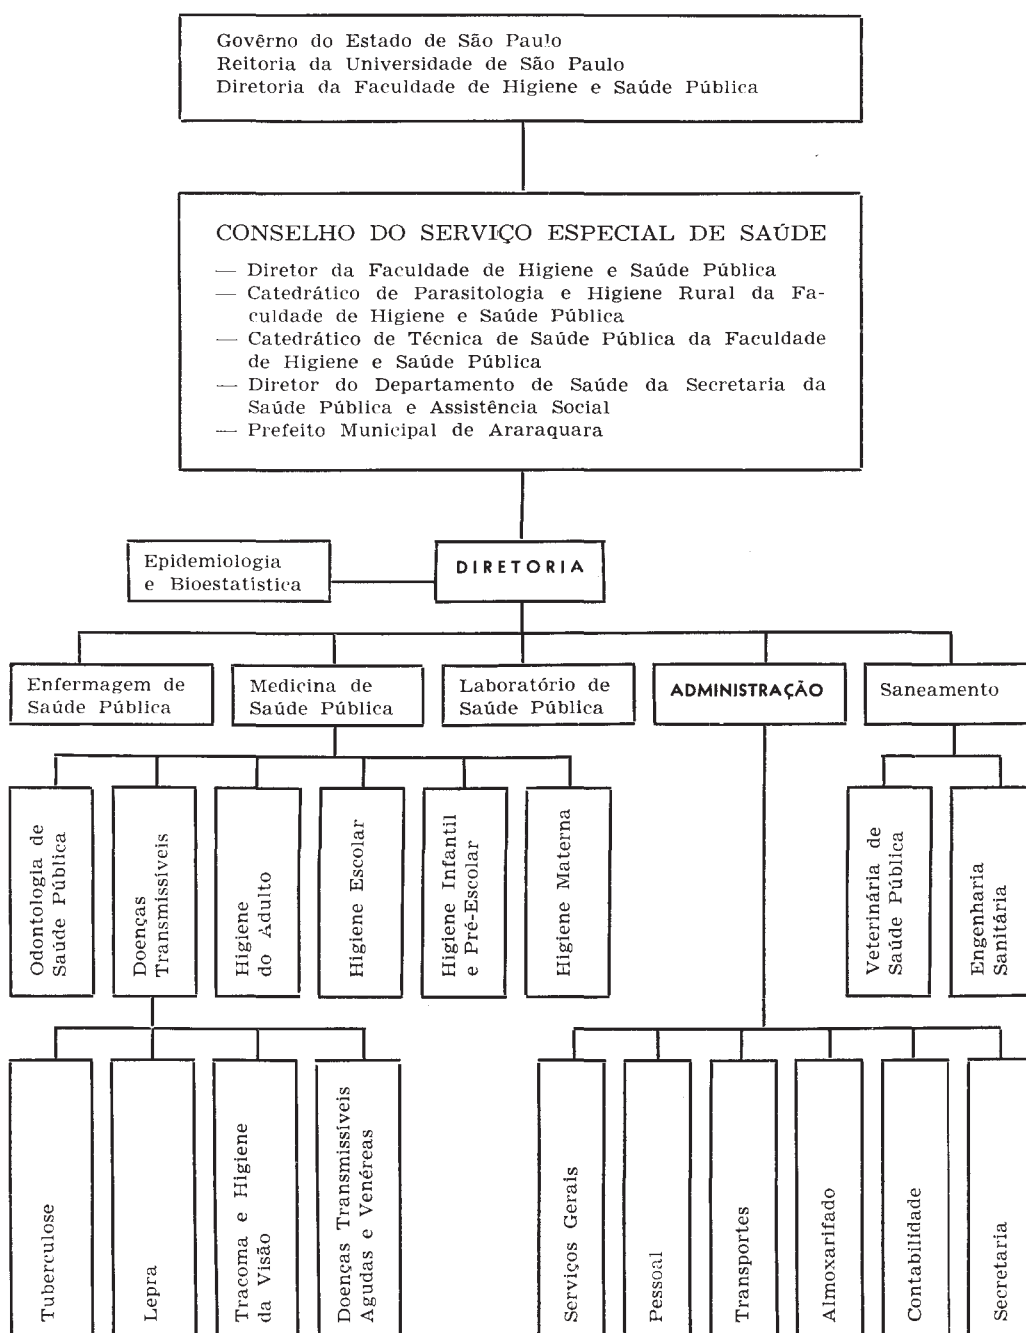 Govêrno do Estado de São Paulo
Reitoria da Universidade de São Paulo
Diretoria da Faculdade de Higiene e Saúde Pública
CONSELHO DO SERVIÇO ESPECIAL DE SAÚDE
— Diretor da Faculdade de Higiene e Saúde Pública
— Catedrático de Parasitologia e Higiene Rural da Fa-
culdade de Higiene e Saúde Pública
— Catedrático de Técnica de Saúde Pública da Faculdade
de Higiene e Saúde Pública
— Diretor do Departamento de Saúde da Secretaria da
Saúde Pública e Assistência Social
— Prefeito Municipal de Araraquara
Epidemiologia
e Bioestatística
DIRETORIA
Enfermagem de
Saúde Pública
Medicina de
Saúde Pública
Laboratório de
Saúde Pública
ADMINISTRAÇÃO
Saneamento
Odontologia de
Saúde Pública
Doenças
Transmissíveis
Higiene
do Adulto
Higiene Escolar
Higiene Infantil
e Pré-Escolar
Higiene Materna
Veterinária de
Saúde Pública
Engenharia
Sanitária
Tuberculose
Lepra
Tracoma e Higiene
da Visão
Doenças Transmissíveis
Agudas e Venéreas
Serviços Gerais
Pessoal
Transportes
Almoxarifado
Contabilidade
Secretaria